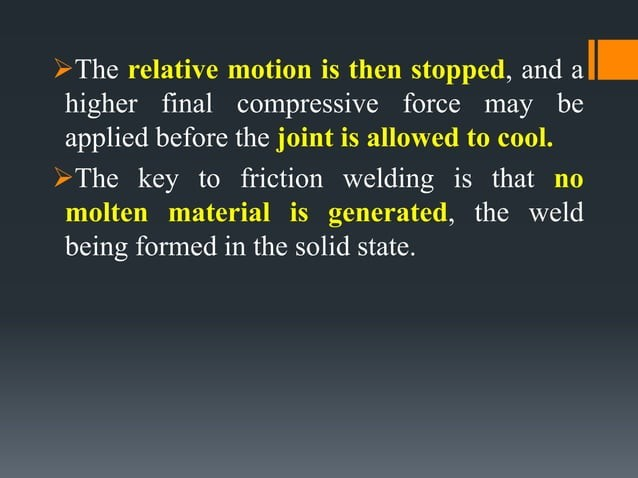 ➢The relative motion is then stopped, and a
higher final compressive force may be
applied before the joint is allowed to cool.
➢The key to friction welding is that no
molten material is generated, the weld
being formed in the solid state.